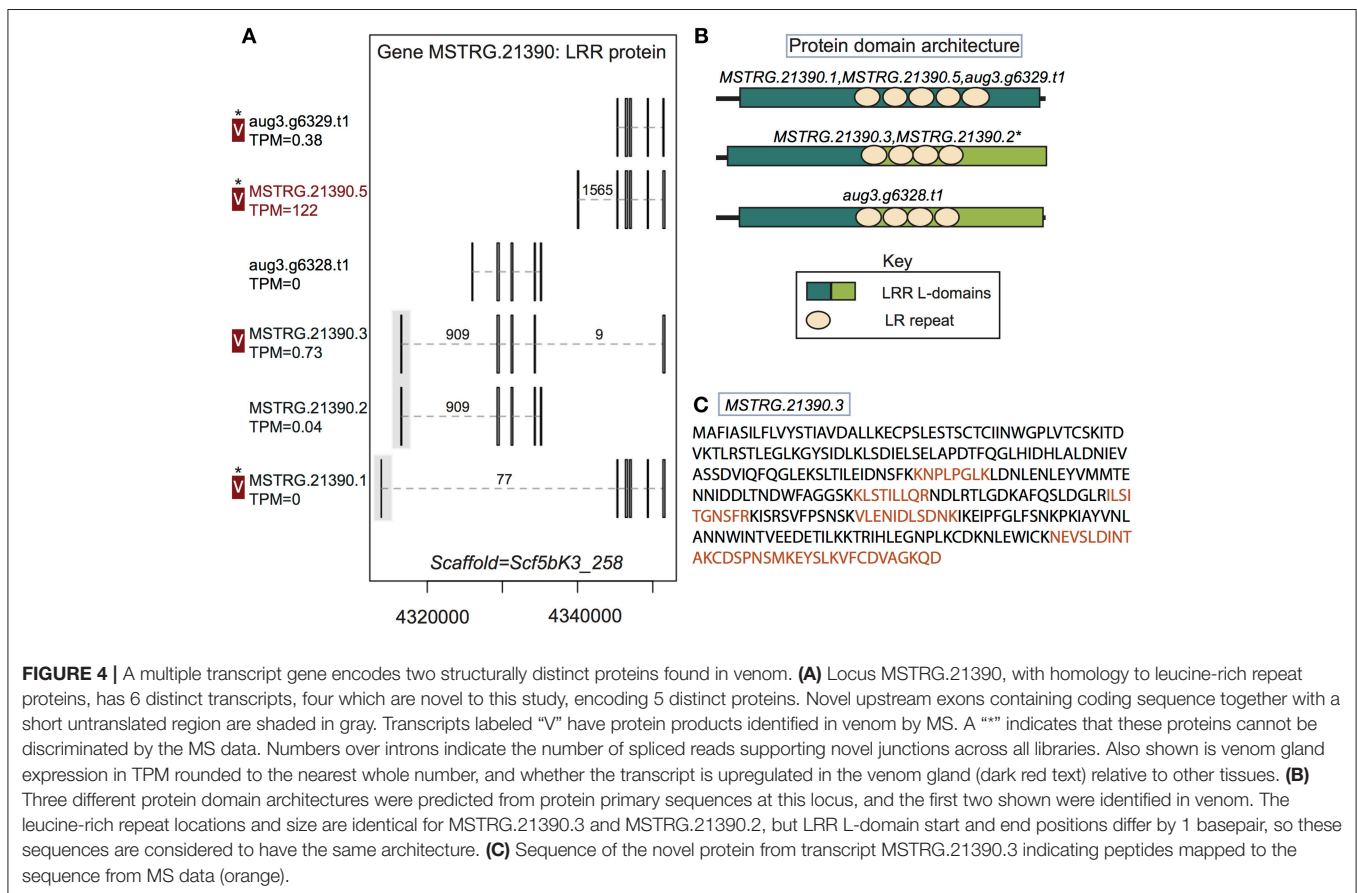 A
Gene MSTRG.21390: LRR protein
*
V
aug3.g6329.t1
TPM=0.38
*
V
MSTRG.21390.5
TPM=122
1565
aug3.g6328.t1
TPM=0
V
MSTRG.21390.3
TPM=0.73
909
9
MSTRG.21390.2
TPM=0.04
909
*
V
MSTRG.21390.1
TPM=0
77
Scaffold=Scf5bK3_258
4320000
4340000
B
Protein domain architecture
MSTRG.21390.1,MSTRG.21390.5,aug3.g6329.t1
MSTRG.21390.3,MSTRG.21390.2*
aug3.g6328.t1
Key
LRR L-domains
LR repeat
C
MSTRG.21390.3
MAFIASILFLVYSTIAVDALLKECPSLESTSCTCIINWGPLVTCSKITD
VKTLRSTLEGLKGYSIDLKLSDIELSELAPDTFQGLHIDHLALDNIEV
ASSDVIQFQGLEKSLTILEIDNSFKKNPLPGLKLDNLENLEYVMMTE
NNIDDLTNDWFAGGSKKLSTILLQRNDLRTLGDKAFQSLDGLRILSI
TGNSFRKISRSVFPSNSKVLENIDLSDNKIKEIPFGLFSNKPKIAYVNL
ANNWINTVEEDETILKKTRIHLEGNPLKCDKNLEWICKNEVSLDINT
AKCDSPNSMKEYSLKVFCDVAGKQD
FIGURE 4 | A multiple transcript gene encodes two structurally distinct proteins found in venom. (A) Locus MSTRG.21390, with homology to leucine-rich repeat
proteins, has 6 distinct transcripts, four which are novel to this study, encoding 5 distinct proteins. Novel upstream exons containing coding sequence together with a
short untranslated region are shaded in gray. Transcripts labeled “V” have protein products identified in venom by MS. A “*” indicates that these proteins cannot be
discriminated by the MS data. Numbers over introns indicate the number of spliced reads supporting novel junctions across all libraries. Also shown is venom gland
expression in TPM rounded to the nearest whole number, and whether the transcript is upregulated in the venom gland (dark red text) relative to other tissues. (B)
Three different protein domain architectures were predicted from protein primary sequences at this locus, and the first two shown were identified in venom. The
leucine-rich repeat locations and size are identical for MSTRG.21390.3 and MSTRG.21390.2, but LRR L-domain start and end positions differ by 1 basepair, so these
sequences are considered to have the same architecture. (C) Sequence of the novel protein from transcript MSTRG.21390.3 indicating peptides mapped to the
sequence from MS data (orange).